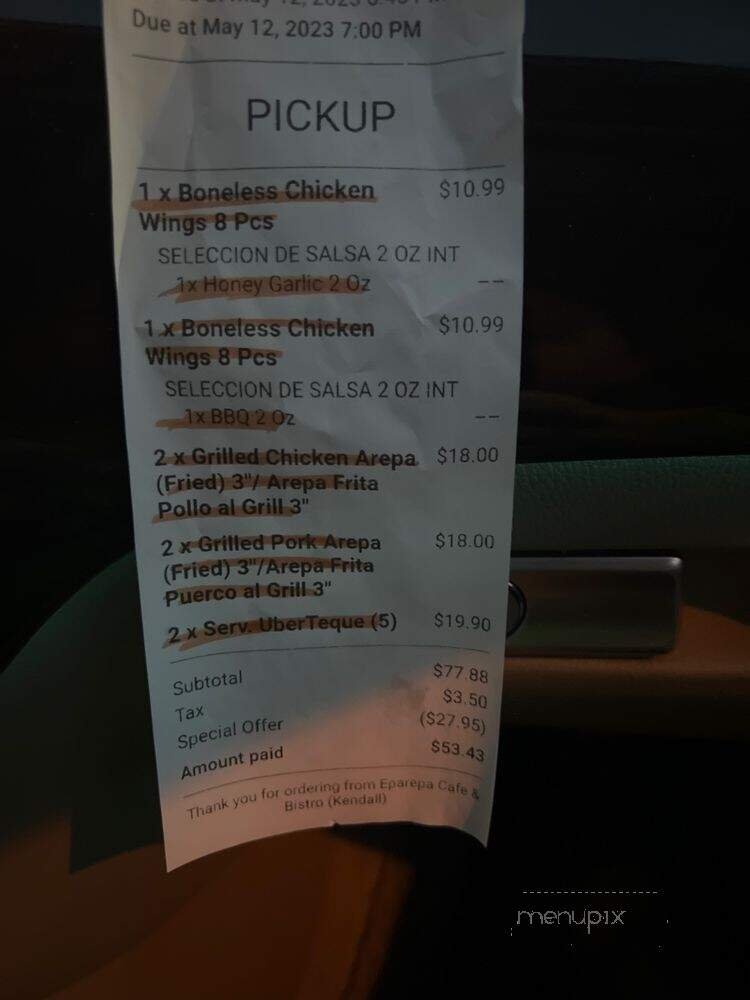 Due at May 12, 2023 7:00 PM
PICKUP
1 x Boneless Chicken $10.99
Wings 8 Pcs
SELECCION DE SALSA 2 OZ INT
1x Honey Garlic 2 Oz --
1 x Boneless Chicken $10.99
Wings 8 Pcs
SELECCION DE SALSA 2 OZ INT
1x BBQ 2 Oz --
2 x Grilled Chicken Arepa $18.00
(Fried) 3"/ Arepa Frita
Pollo al Grill 3"
2 x Grilled Pork Arepa $18.00
(Fried) 3"/Arepa Frita
Puerco al Grill 3"
2 x Serv. UberTeque (5) $19.90
Subtotal $77.88
Tax $3.50
Special Offer ($27.95)
Amount paid $53.43
Thank you for ordering from Eparepa Cafe &
Bistro (Kendall)
menupix